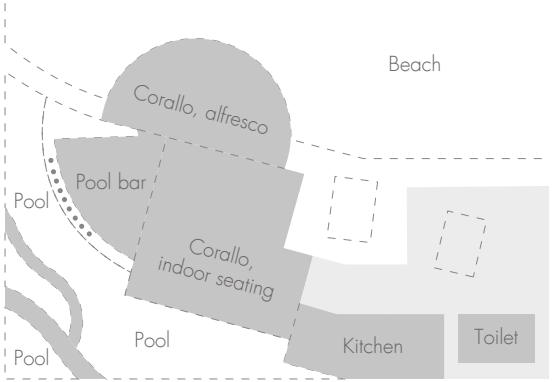 Beach
Corallo, alfresco
Pool bar
Pool
Corallo,
indoor seating
Pool
Kitchen
Toilet
Pool